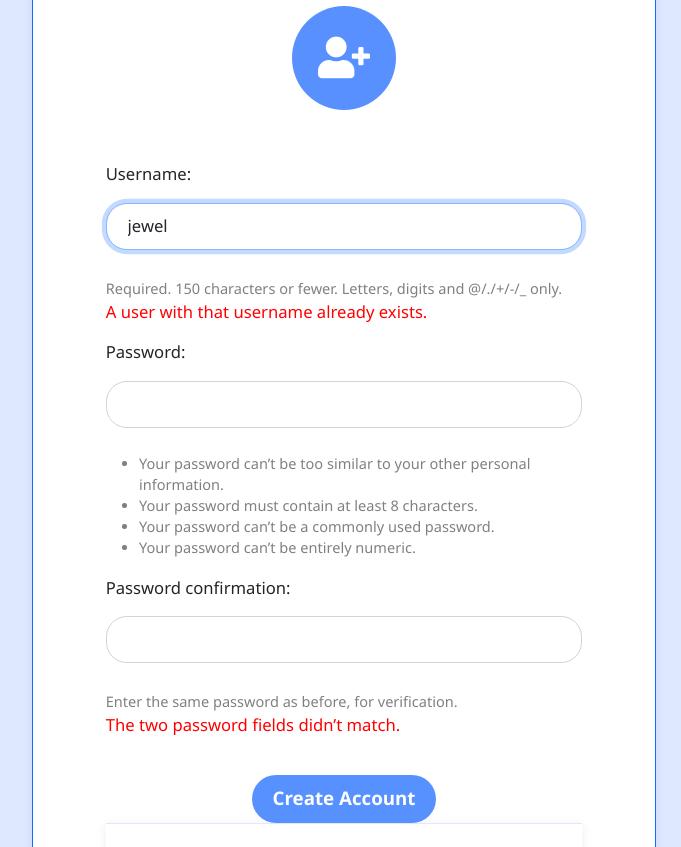 Username:
jewel
Required. 150 characters or fewer. Letters, digits and @/./+/-/_ only.
A user with that username already exists.
Password:
Your password can’t be too similar to your other personal
information.
Your password must contain at least 8 characters.
Your password can’t be a commonly used password.
Your password can’t be entirely numeric.
Password confirmation:
Enter the same password as before, for verification.
The two password fields didn’t match.
Create Account